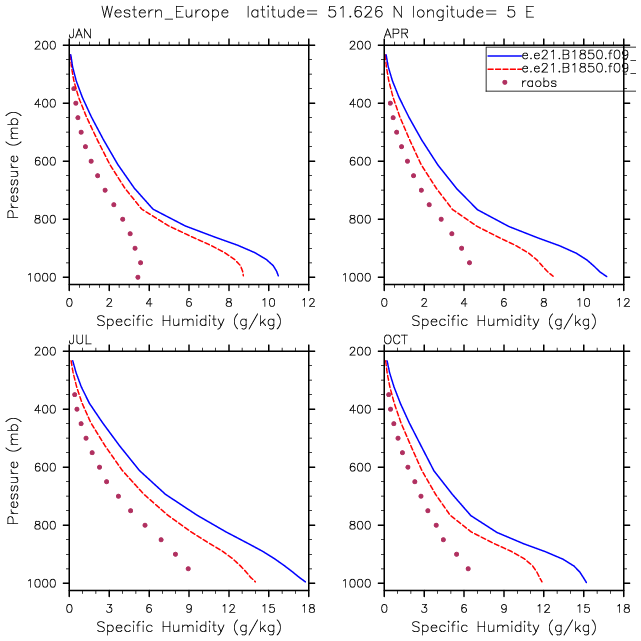 Western_Europe latitude= 51.626 N longitude= 5 E
JAN
200
400
600
800
1000
Pressure (mb)
0 2 4 6 8 10 12
Specific Humidity (g/kg)
APR
e.e21.B1850.f09_
e.e21.B1850.f09_
raobs
200
400
600
800
1000
0 2 4 6 8 10 12
Specific Humidity (g/kg)
JUL
200
400
600
800
1000
Pressure (mb)
0 3 6 9 12 15 18
Specific Humidity (g/kg)
OCT
200
400
600
800
1000
0 3 6 9 12 15 18
Specific Humidity (g/kg)